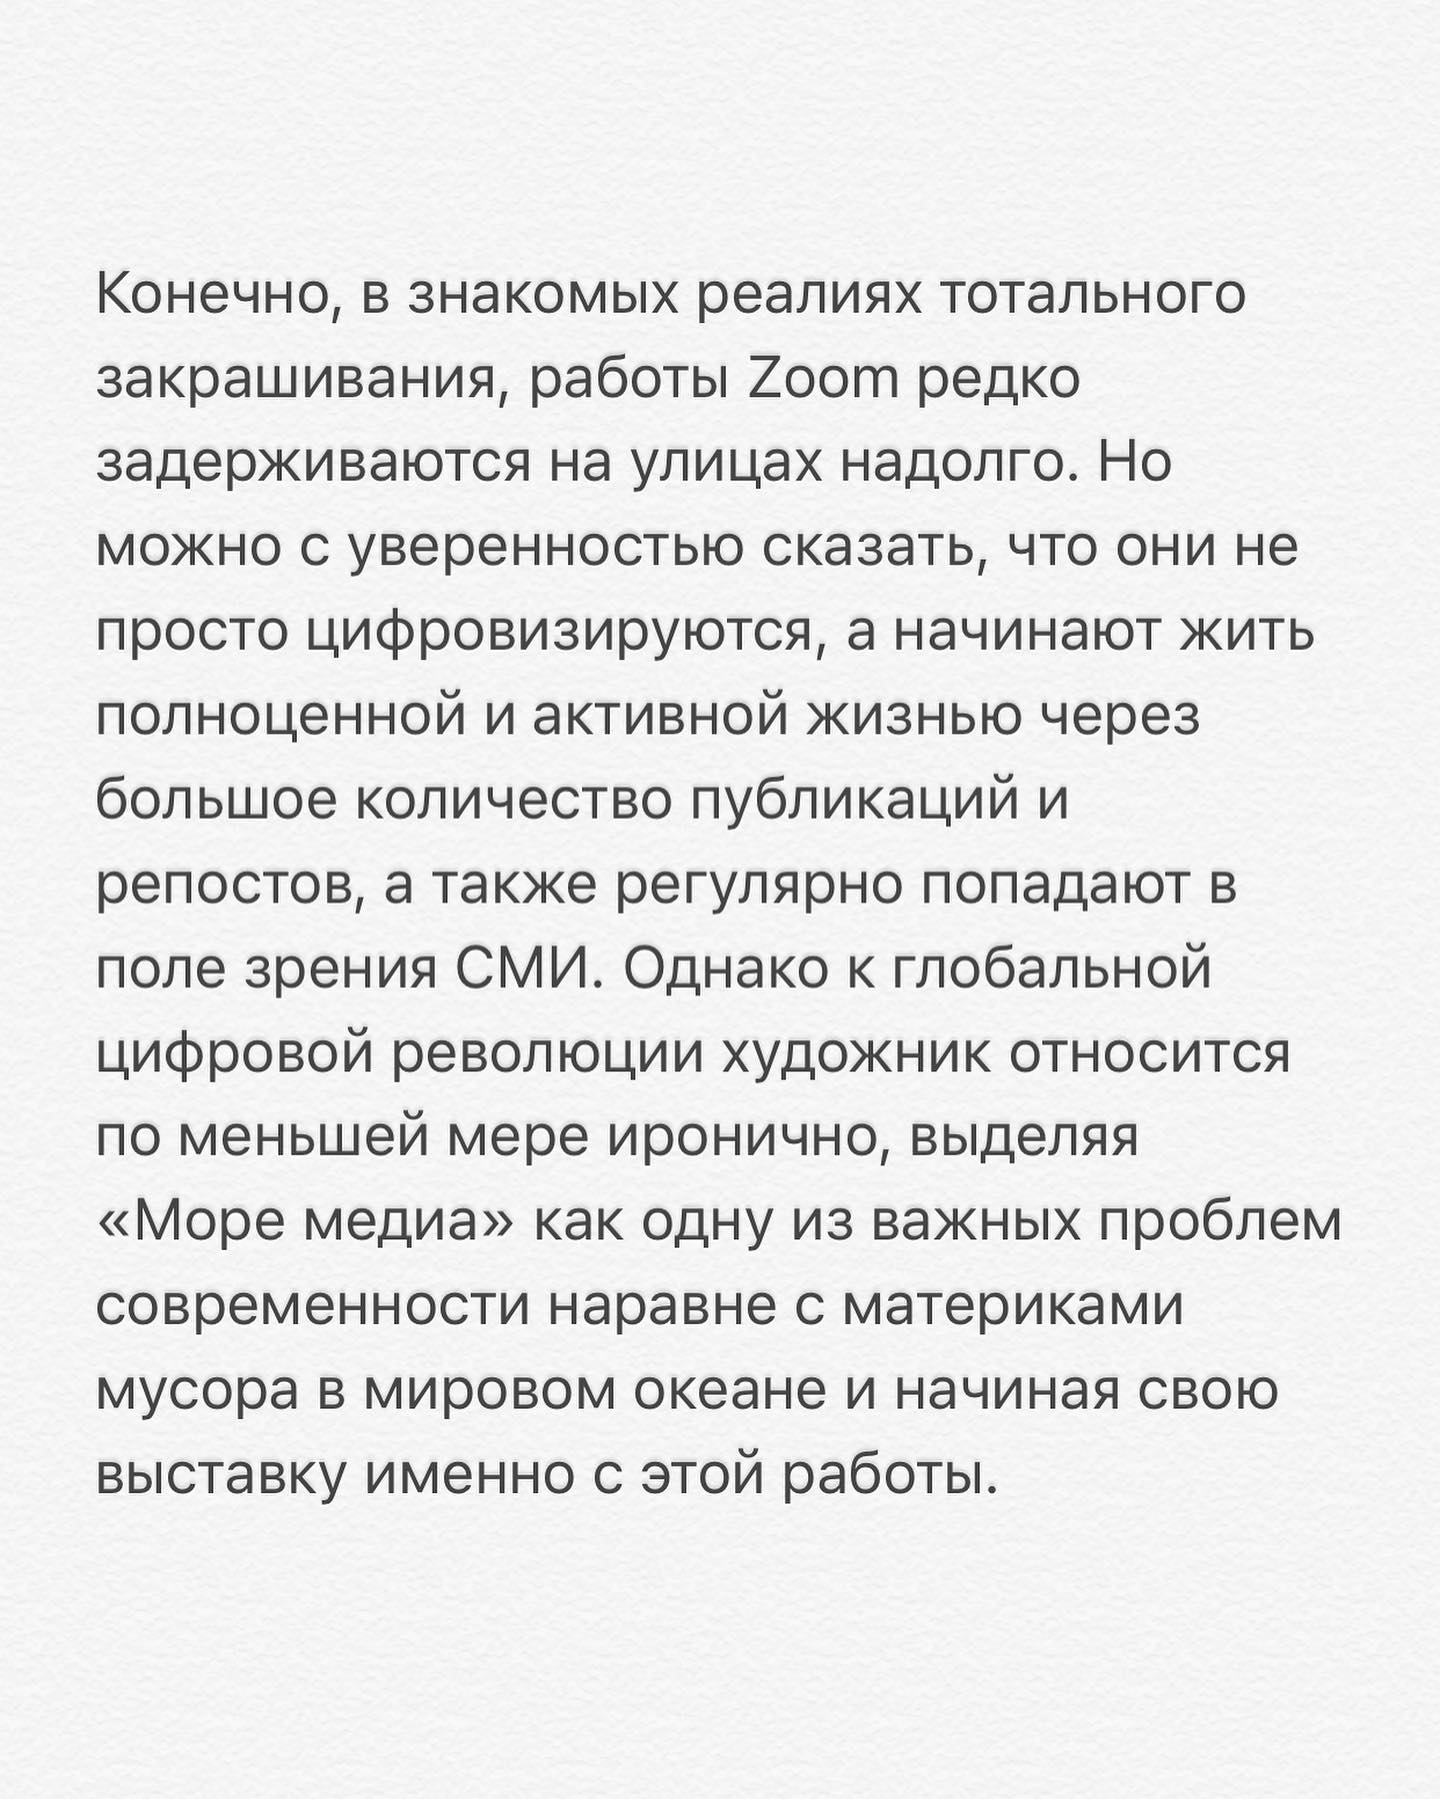 Конечно, в знакомых реалиях тотального
закрашивания, работы Zoom редко
задерживаются на улицах надолго. Но
можно с уверенностью сказать, что они не
просто цифровизируются, а начинают жить
полноценной и активной жизнью через
большое количество публикаций и
репостов, а также регулярно попадают в
поле зрения СМИ. Однако к глобальной
цифровой революции художник относится
по меньшей мере иронично, выделяя
«Море медиа» как одну из важных проблем
современности наравне с материками
мусора в мировом океане и начиная свою
выставку именно с этой работы.